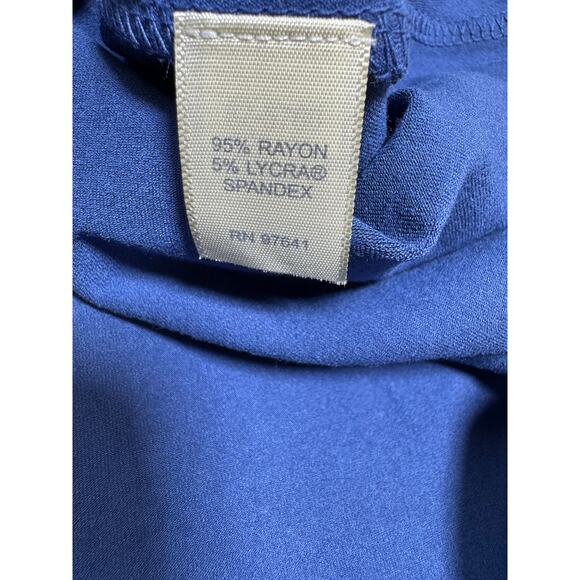 95% RAYON
5% LYCRA®
SPANDEX
RN 97641